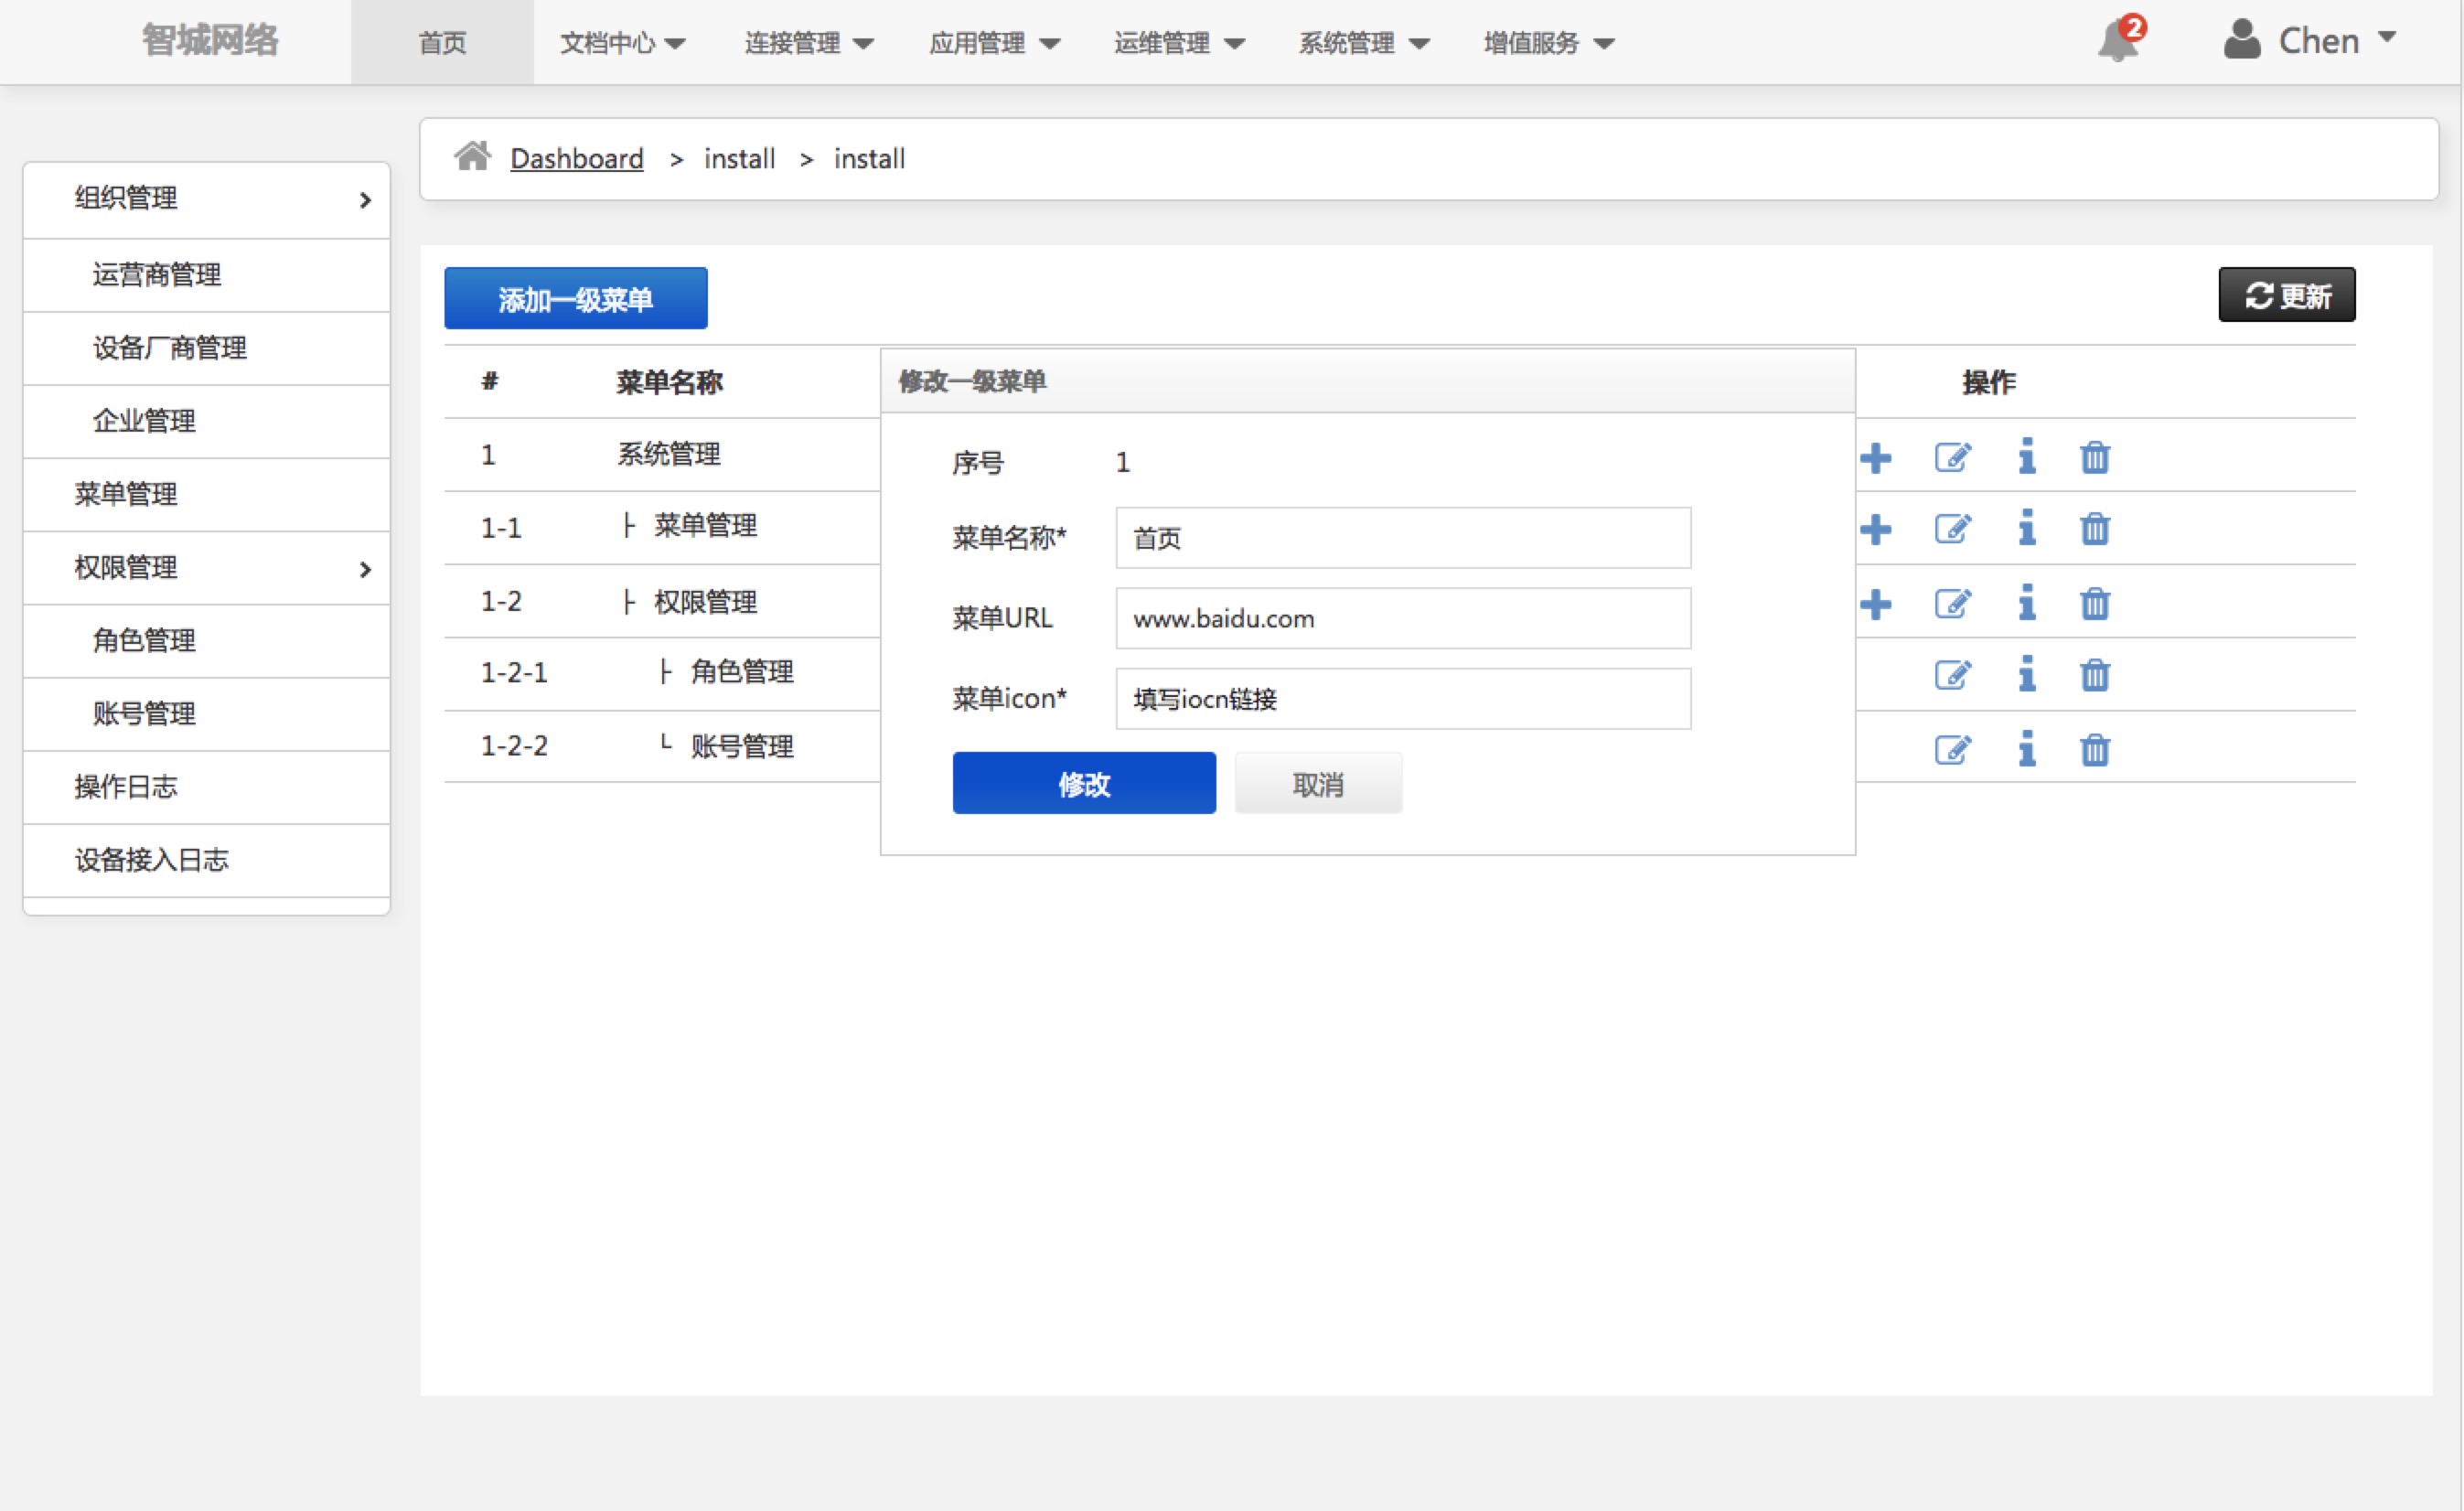 智城网络 首页 文档中心 连接管理 应用管理 运维管理 系统管理 增值服务 2 Chen
Dashboard > install > install
组织管理
运营商管理
设备厂商管理
企业管理
菜单管理
权限管理
角色管理
账号管理
操作日志
设备接入日志
添加一级菜单 更新
# 菜单名称 操作
1 系统管理
1-1 ├ 菜单管理
1-2 ├ 权限管理
1-2-1 ├ 角色管理
1-2-2 └ 账号管理
修改一级菜单
序号 1
菜单名称* 首页
菜单URL www.baidu.com
菜单icon* 填写iocn链接
修改 取消